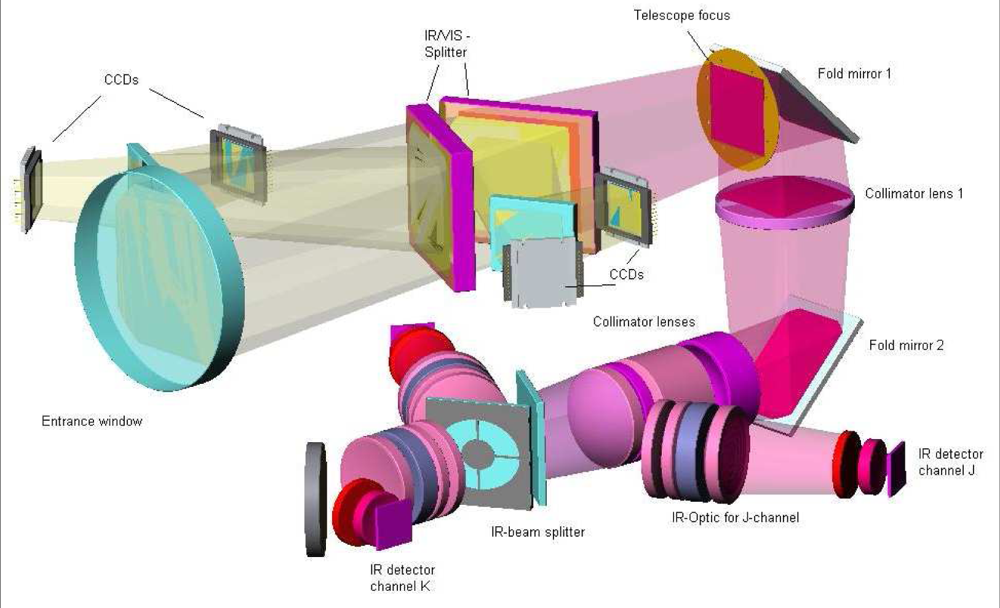 Telescope focus
IR/VIS -
Splitter
Fold mirror 1
CCDs
Collimator lens 1
CCDs
Collimator lenses
Fold mirror 2
Entrance window
IR detector
channel J
IR-Optic for J-channel
IR-beam splitter
IR detector
channel K